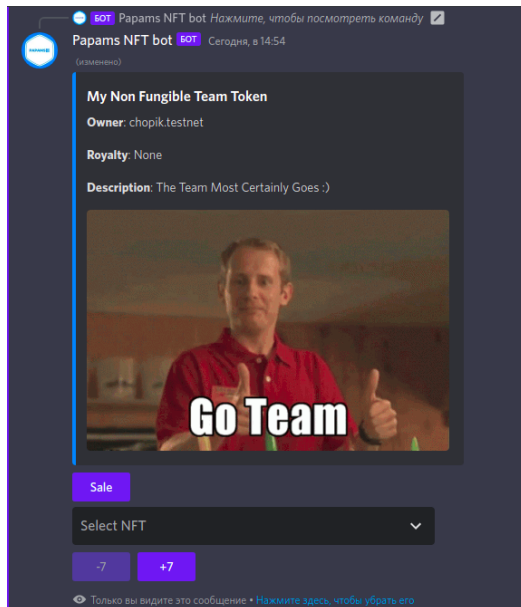 БОТ Papams NFT bot Нажмите, чтобы посмотреть команду
PAPAMS
Papams NFT bot БОТ Сегодня, в 14:54
(изменено)
My Non Fungible Team Token
Owner: chopik.testnet
Royalty: None
Description: The Team Most Certainly Goes :)
Go Team
Sale
Select NFT
-7 +7
Только вы видите это сообщение • Нажмите здесь, чтобы убрать его